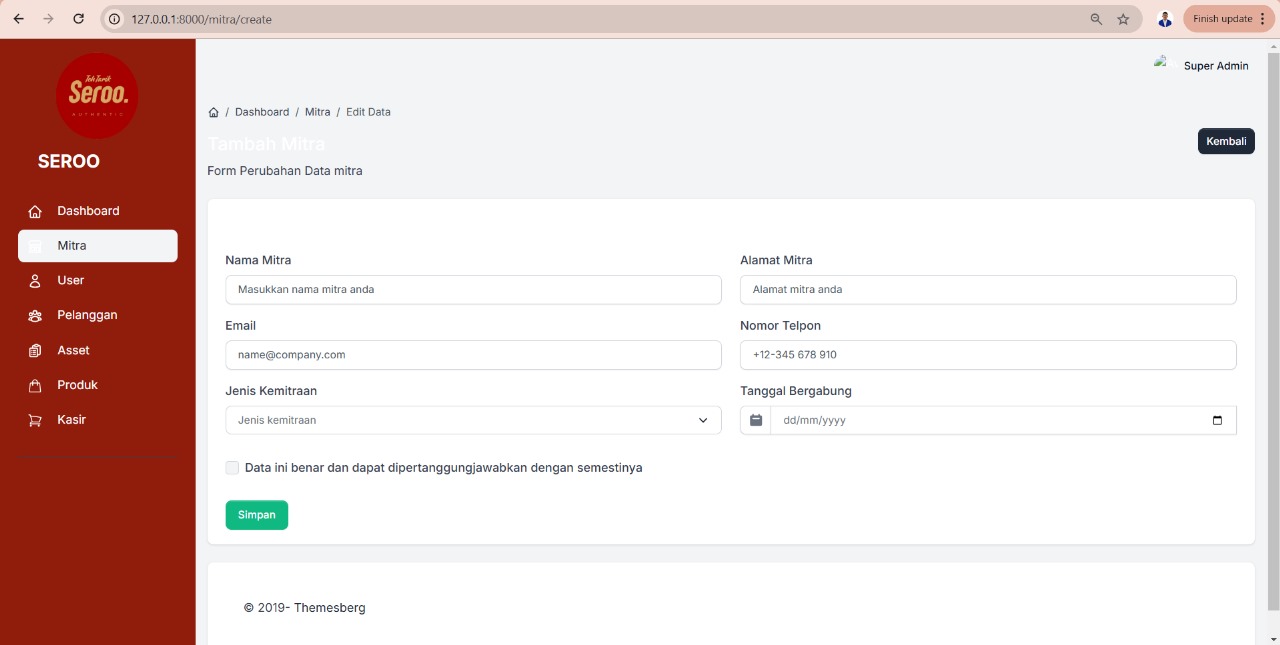 127.0.0.1:8000/mitra/create
Finish update
Teh Tarik
Seroo.
AUTHENTIC
SEROO
Dashboard
Mitra
User
Pelanggan
Asset
Produk
Kasir
Super Admin
/ Dashboard / Mitra / Edit Data
Tambah Mitra
Kembali
Form Perubahan Data mitra
Nama Mitra
Masukkan nama mitra anda
Alamat Mitra
Alamat mitra anda
Email
name@company.com
Nomor Telpon
+12-345 678 910
Jenis Kemitraan
Jenis kemitraan
Tanggal Bergabung
dd/mm/yyyy
Data ini benar dan dapat dipertanggungjawabkan dengan semestinya
Simpan
© 2019- Themesberg